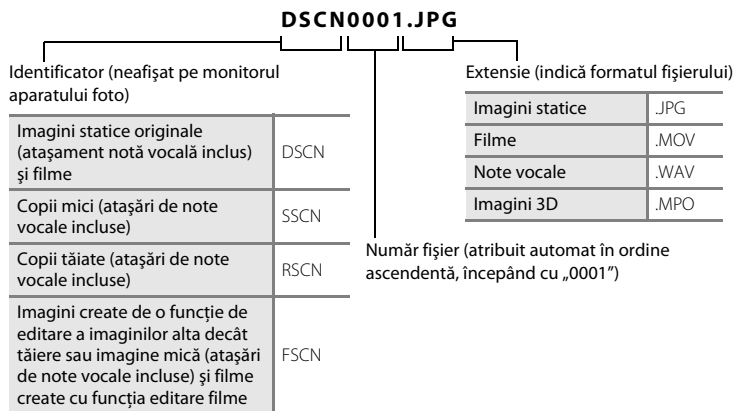 DSCN0001.JPG
Identificator (neafişat pe monitorul
aparatului foto)
Imagini statice originale
(ataşament notă vocală inclus)
şi filme
DSCN
Copii mici (ataşări de note
vocale incluse)
SSCN
Copii tăiate (ataşări de note
vocale incluse)
RSCN
Imagini create de o funcţie de
editare a imaginilor alta decât
tăiere sau imagine mică (ataşări
de note vocale incluse) şi filme
create cu funcţia editare filme
FSCN
Număr fişier (atribuit automat în ordine
ascendentă, începând cu „0001”)
Extensie (indică formatul fişierului)
Imagini statice .JPG
Filme .MOV
Note vocale .WAV
Imagini 3D .MPO